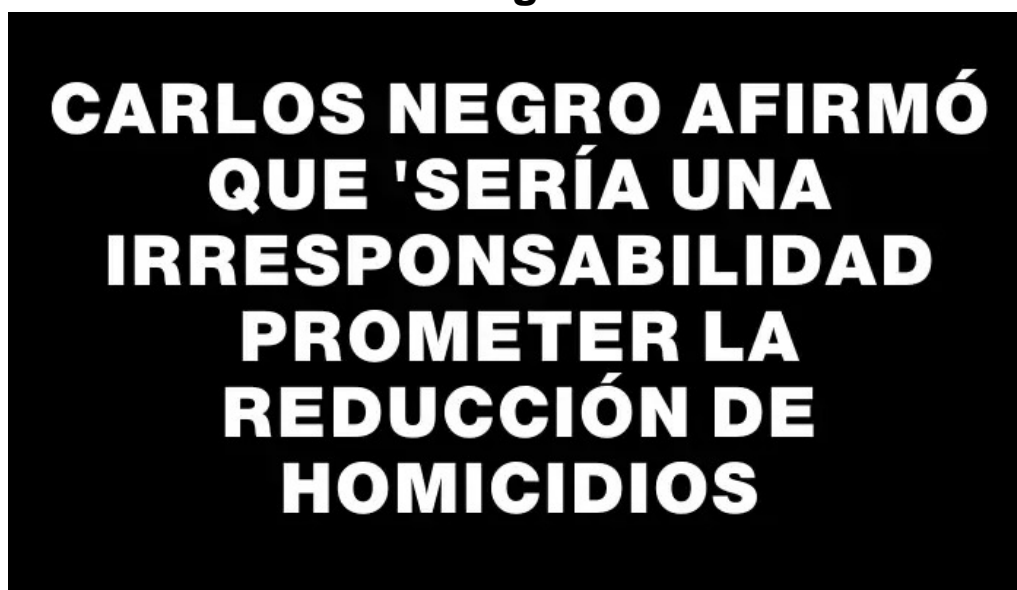 CARLOS NEGRO AFIRMÓ
QUE 'SERÍA UNA
IRRESPONSABILIDAD
PROMETER LA
REDUCCIÓN DE
HOMICIDIOS